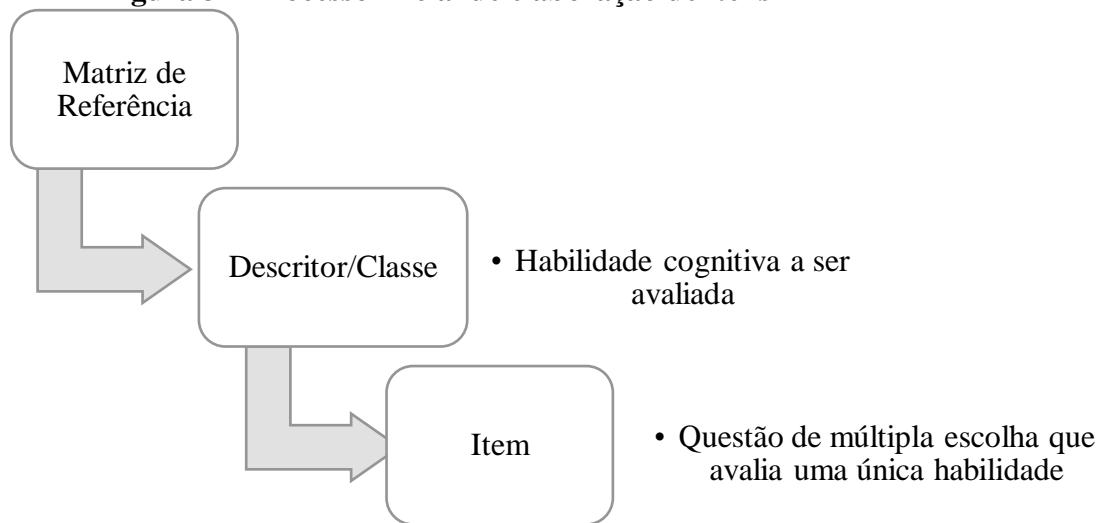 Matriz de
Referência
Descritor/Classe
• Habilidade cognitiva a ser
avaliada
Item
• Questão de múltipla escolha que
avalia uma única habilidade